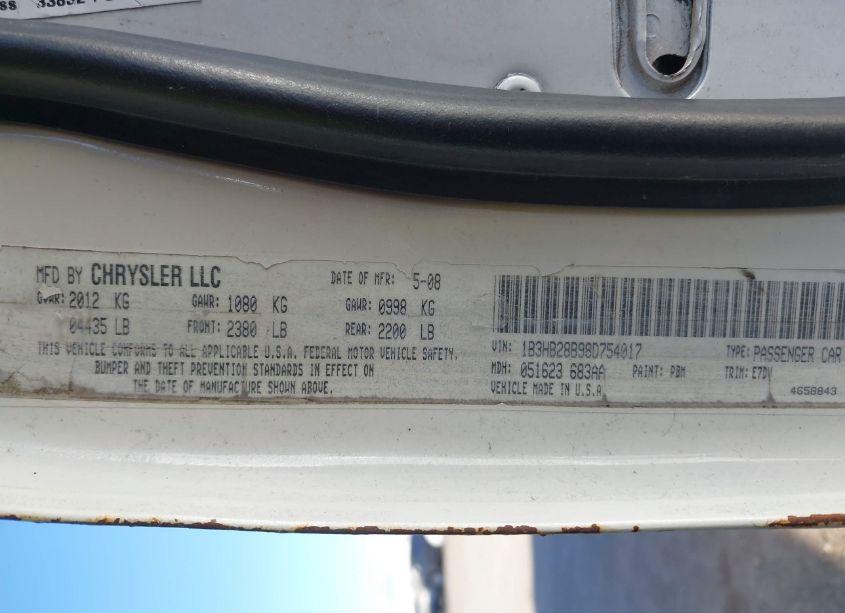 MFD BY CHRYSLER LLC DATE OF MFR: 5-08
GVWR: 2012 KG GAWR: 1080 KG GAWR: 0998 KG
04435 LB FRONT: 2380 LB REAR: 2200 LB
THIS VEHICLE CONFORMS TO ALL APPLICABLE U.S.A. FEDERAL MOTOR VEHICLE SAFETY,
BUMPER AND THEFT PREVENTION STANDARDS IN EFFECT ON
THE DATE OF MANUFACTURE SHOWN ABOVE.
VIN: 1B3HB28B98D754017 TYPE: PASSENGER CAR
MDH: 051623 683AA PAINT: PBM TRIM: E7DV
VEHICLE MADE IN U.S.A 4658843